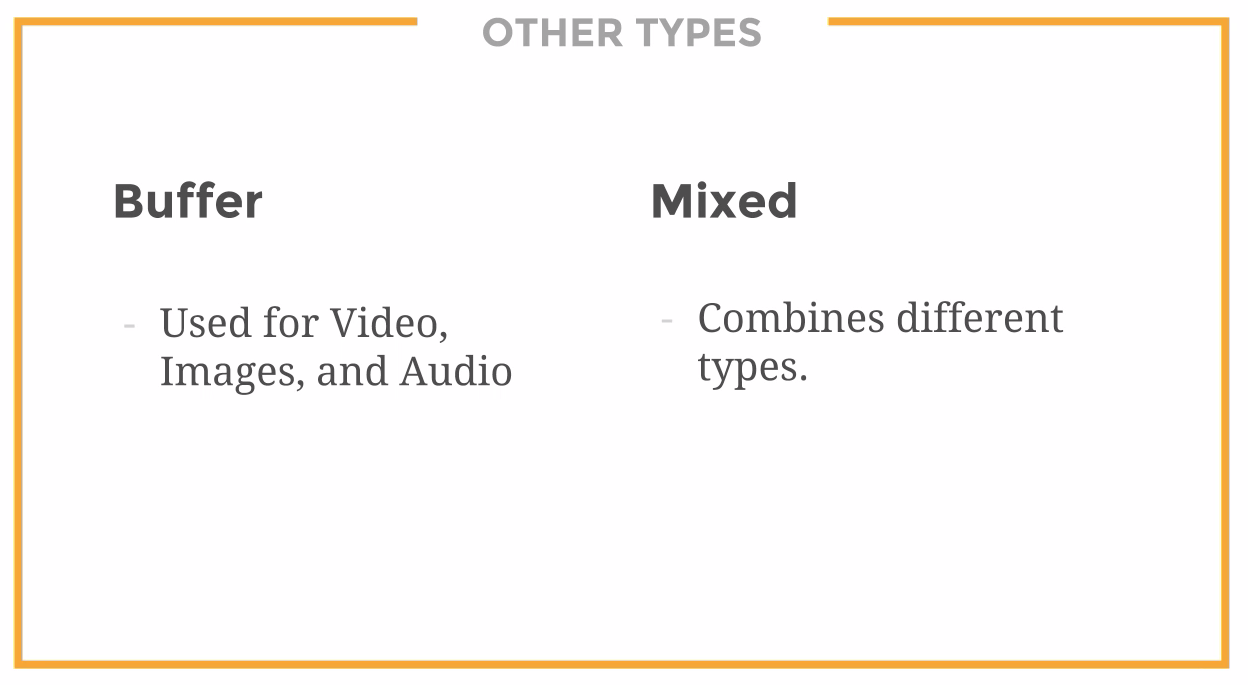 OTHER TYPES
Buffer
- Used for Video,
Images, and Audio
Mixed
- Combines different
types.